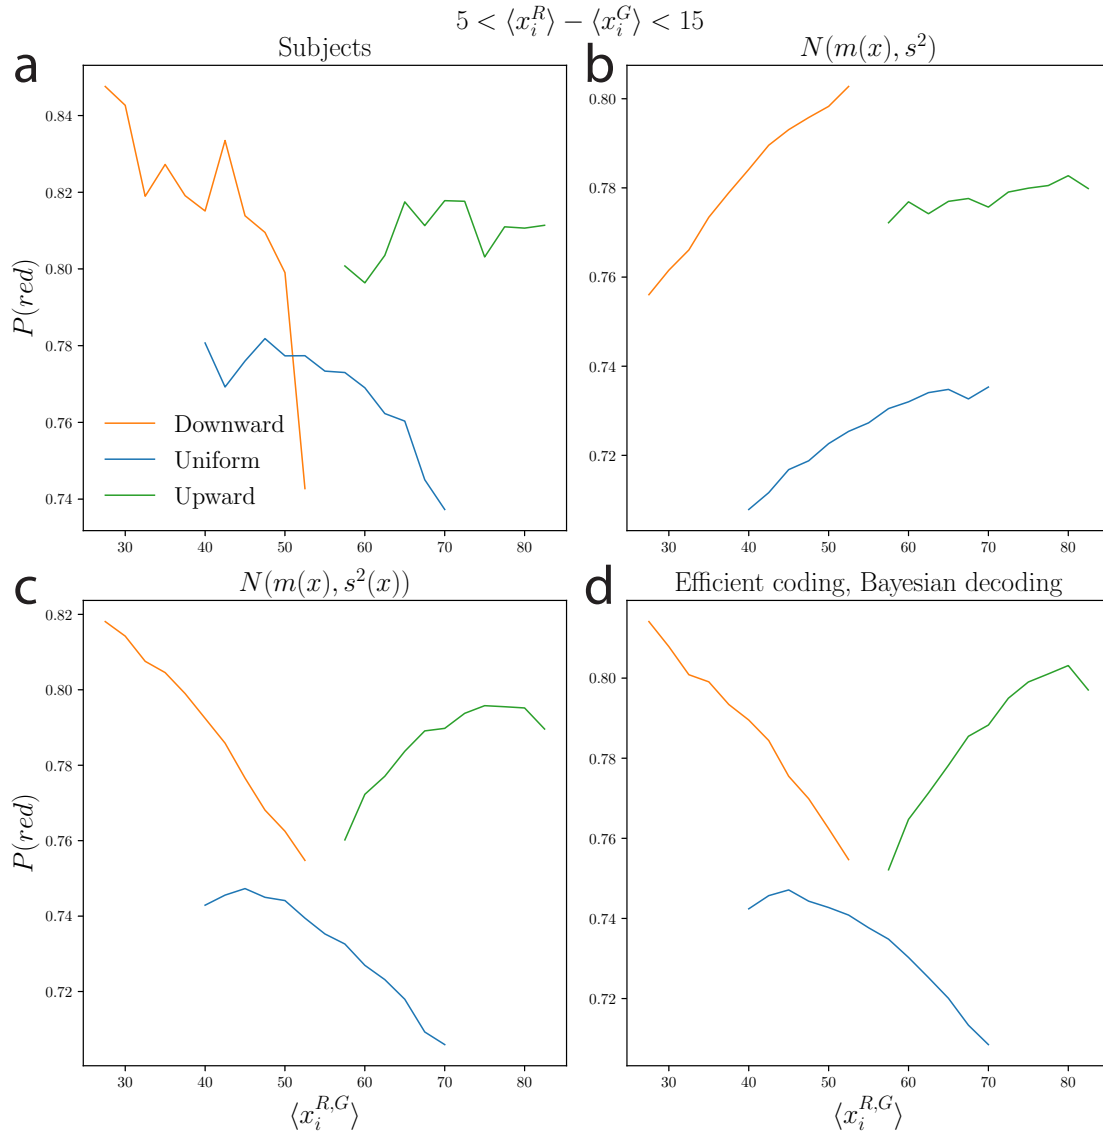 5 < ⟨x_i^R⟩ − ⟨x_i^G⟩ < 15
a
Subjects
P(red)
0.84
0.82
0.80
0.78
0.76
0.74
Downward
Uniform
Upward
30 40 50 60 70 80
b
N(m(x), s²)
0.80
0.78
0.76
0.74
0.72
30 40 50 60 70 80
c
N(m(x), s²(x))
P(red)
0.82
0.80
0.78
0.76
0.74
0.72
30 40 50 60 70 80
⟨x_i^{R,G}⟩
d
Efficient coding, Bayesian decoding
0.80
0.78
0.76
0.74
0.72
30 40 50 60 70 80
⟨x_i^{R,G}⟩